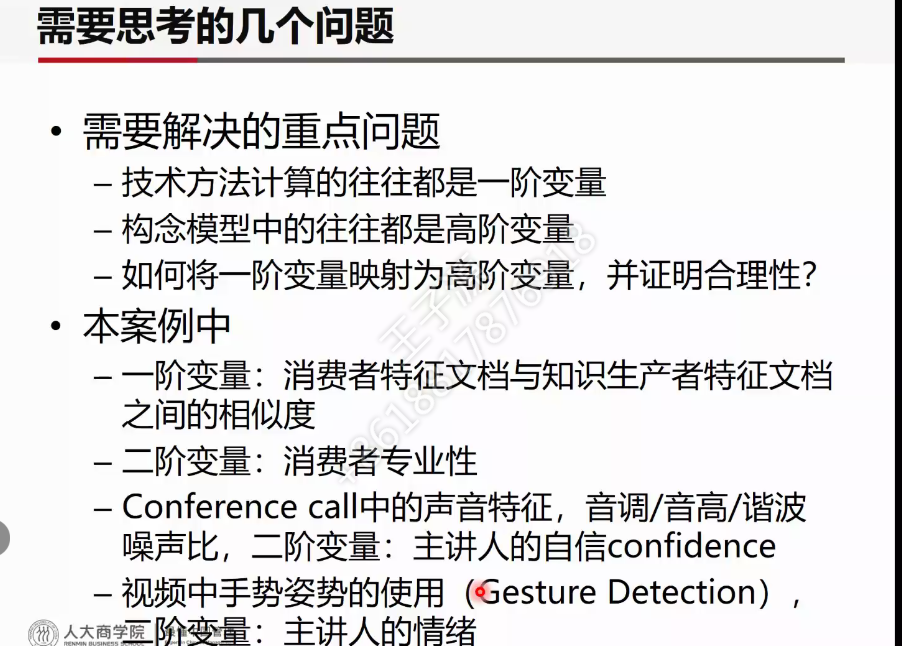 需要思考的几个问题
• 需要解决的重点问题
– 技术方法计算的往往都是一阶变量
– 构念模型中的往往都是高阶变量
– 如何将一阶变量映射为高阶变量，并证明合理性？
• 本案例中
– 一阶变量：消费者特征文档与知识生产者特征文档
之间的相似度
– 二阶变量：消费者专业性
– Conference call中的声音特征，音调/音高/谐波
噪声比，二阶变量：主讲人的自信confidence
– 视频中手势姿势的使用（Gesture Detection），
二阶变量：主讲人的情绪
人大商学院
RENMIN BUSINESS SCHOOL